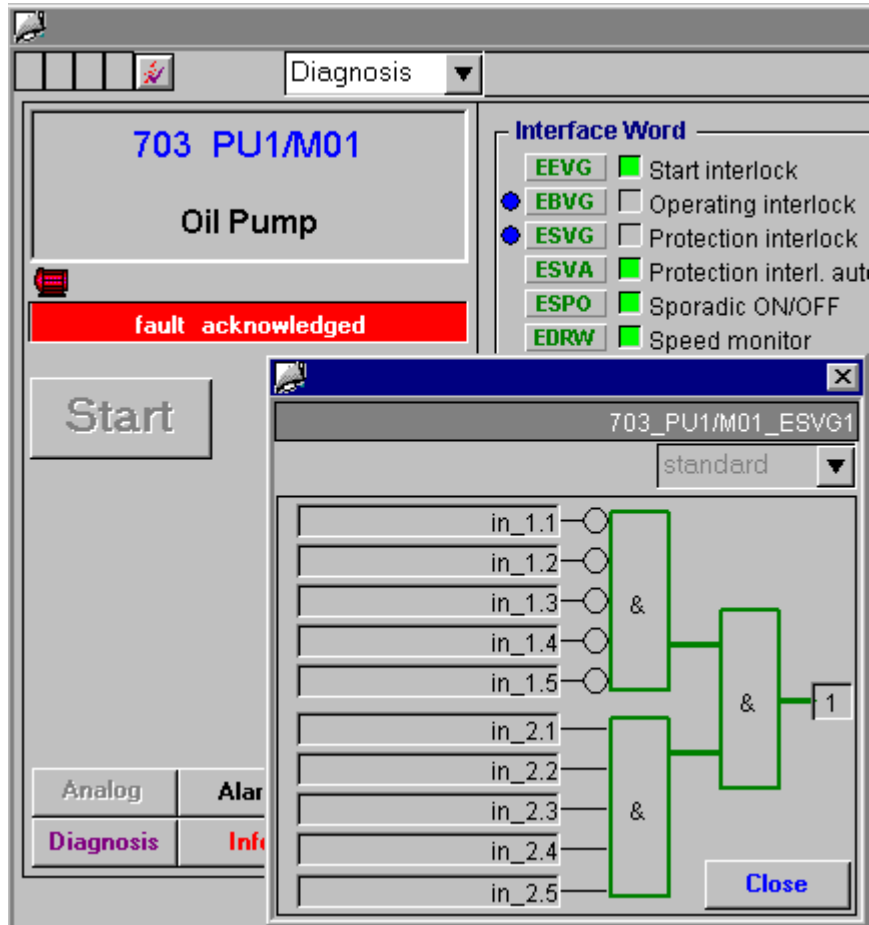 Diagnosis
703 PU1/M01
Oil Pump
fault acknowledged
Start
Analog
Diagnosis
Interface Word
EEVG Start interlock
EBVG Operating interlock
ESVG Protection interlock
ESVA Protection interl.
ESPO Sporadic ON/OFF
EDRW Speed monitor
703_PU1/M01_ESVG1
standard
in_1.1
in_1.2
in_1.3
in_1.4
in_1.5
in_2.1
in_2.2
in_2.3
in_2.4
in_2.5
&
&
&
1
Close